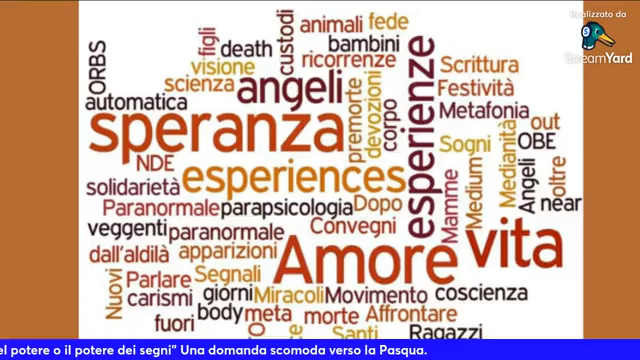 Realizzato da
StreamYard
ORBS
figli
death
custodi
animali
fede
bambini
visione
scienza
angeli
ricorrenze
Scrittura
Festività
automatica
premorte
devozioni
corpo
esperienze
Metafonia
speranza
out
OBE
Sogni
NDE
Medianità
Angeli
oltre
solidarietà
esperiences
Mamme
Medium
near
Paranormale
parapsicologia
Dopo
veggenti
paranormale
Convegni
vita
dall'aldilà
apparizioni
Amore
Nuovi
Parlare
Segnali
carismi
giorni
Miracoli
Movimento
coscienza
fuori
body
meta
morte
Affrontare
Santi
Ragazzi
el potere o il potere dei segni" Una domanda scomoda verso la Pasqua.